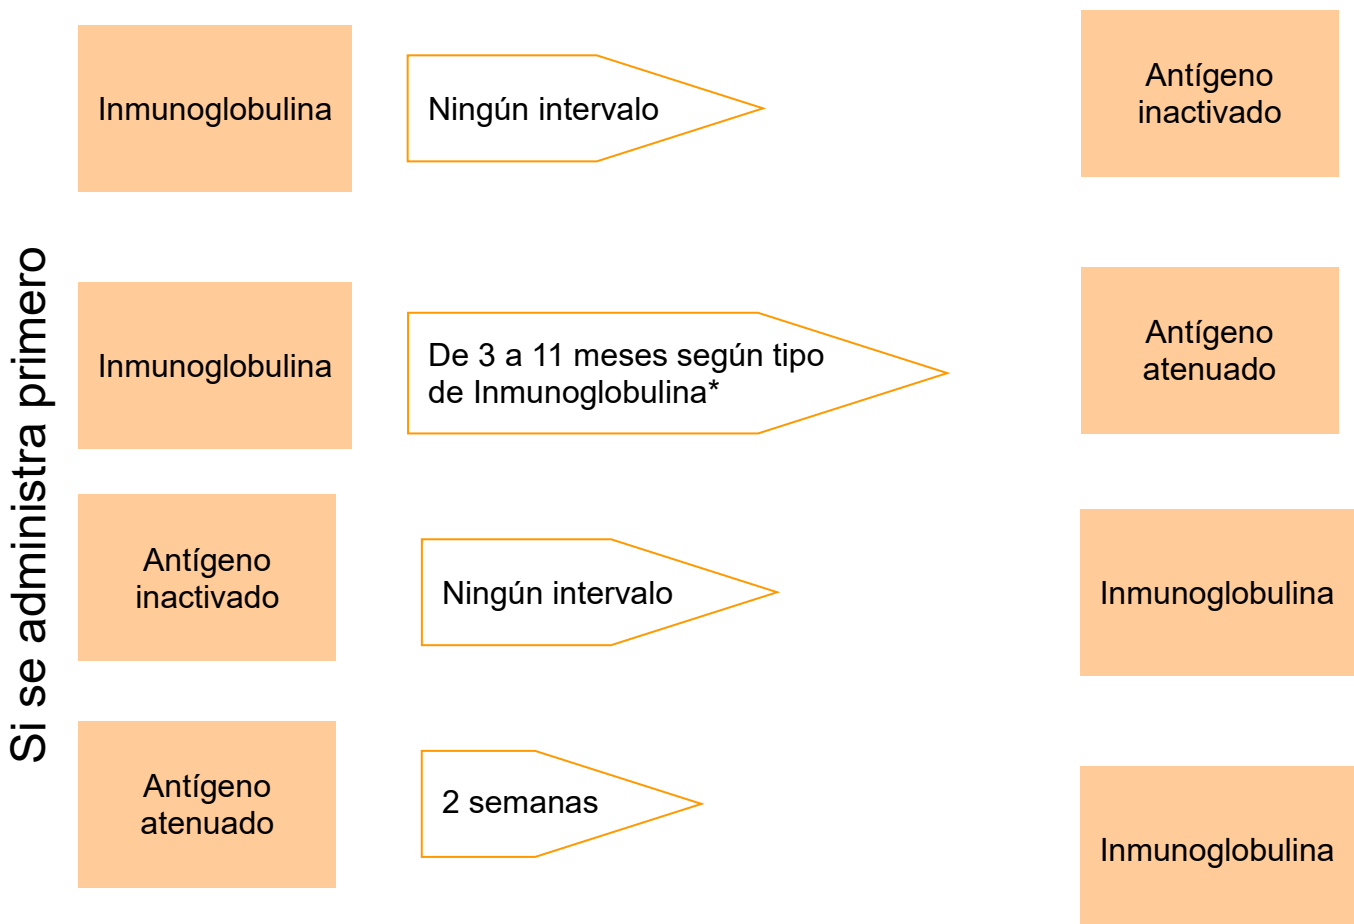 Si se administra primero
Inmunoglobulina
Ningún intervalo
Antígeno
inactivado
Inmunoglobulina
De 3 a 11 meses según tipo
de Inmunoglobulina*
Antígeno
atenuado
Antígeno
inactivado
Ningún intervalo
Inmunoglobulina
Antígeno
atenuado
2 semanas
Inmunoglobulina